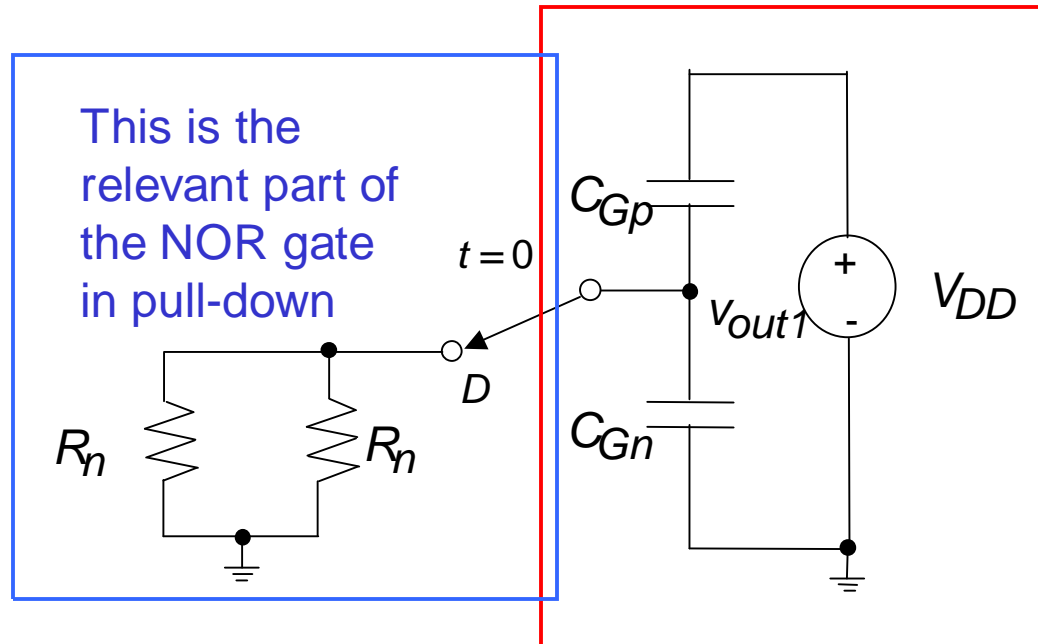 This is the
relevant part of
the NOR gate
in pull-down
t = 0
D
Rn
Rn
CGp
CGn
vout1
+
-
VDD